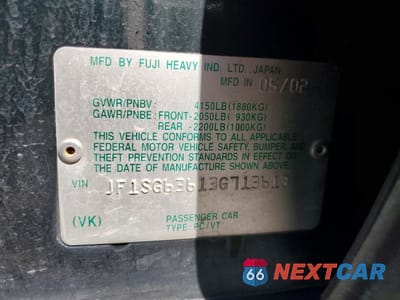 MFD BY FUJI HEAVY IND. LTD., JAPAN
MFD IN 05/02
GVWR/PNBV: 4150LB(1880KG)
GAWR/PNBE: FRONT-2050LB( 930KG)
REAR -2200LB(1000KG)
THIS VEHICLE CONFORMS TO ALL APPLICABLE
FEDERAL MOTOR VEHICLE SAFETY, BUMPER, AND
THEFT PREVENTION STANDARDS IN EFFECT ON THE
DATE OF MANUFACTURE SHOWN ABOVE.
VIN
(VK)
PASSENGER CAR
TYPE PC/VT
66 NEXTCAR